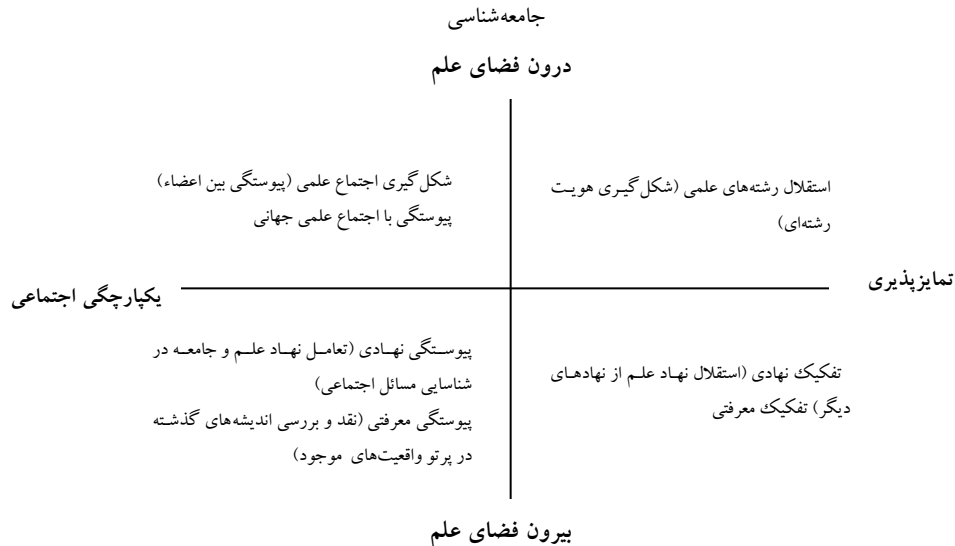 جامعه‌شناسی
درون فضای علم
استقلال رشته‌های علمی (شکل‌گیری هویت
رشته‌ای)
شکل‌گیری اجتماع علمی (پیوستگی بین اعضاء)
پیوستگی با اجتماع علمی جهانی
تمایزپذیری
یکپارچگی اجتماعی
تفکیک نهادی (استقلال نهاد علم از نهادهای
دیگر) تفکیک معرفتی
پیوستگی نهادی (تعامل نهاد علم و جامعه در
شناسایی مسائل اجتماعی)
پیوستگی معرفتی (نقد و بررسی اندیشه‌های گذشته
در پرتو واقعیت‌های موجود)
بیرون فضای علم